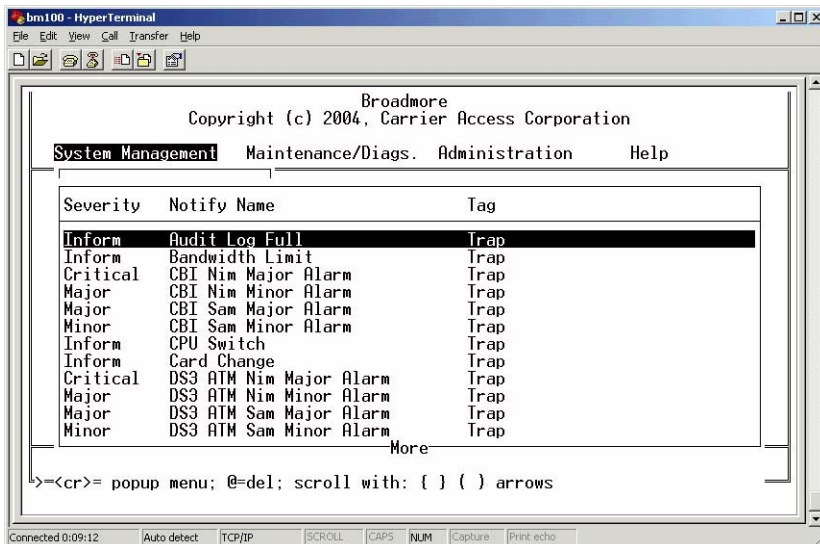 bm100 - HyperTerminal
File Edit View Call Transfer Help
Broadmore
Copyright (c) 2004, Carrier Access Corporation
System Management Maintenance/Diags. Administration Help
Severity Notify Name Tag
Inform Audit Log Full Trap
Inform Bandwidth Limit Trap
Critical CBI Nim Major Alarm Trap
Major CBI Nim Minor Alarm Trap
Major CBI Sam Major Alarm Trap
Minor CBI Sam Minor Alarm Trap
Inform CPU Switch Trap
Inform Card Change Trap
Critical DS3 ATM Nim Major Alarm Trap
Major DS3 ATM Nim Minor Alarm Trap
Major DS3 ATM Sam Major Alarm Trap
Minor DS3 ATM Sam Minor Alarm Trap
More
>=<cr>= popup menu; @=del; scroll with: { } ( ) arrows
Connected 0:09:12 Auto detect TCP/IP SCROLL CAPS NUM Capture Print echo